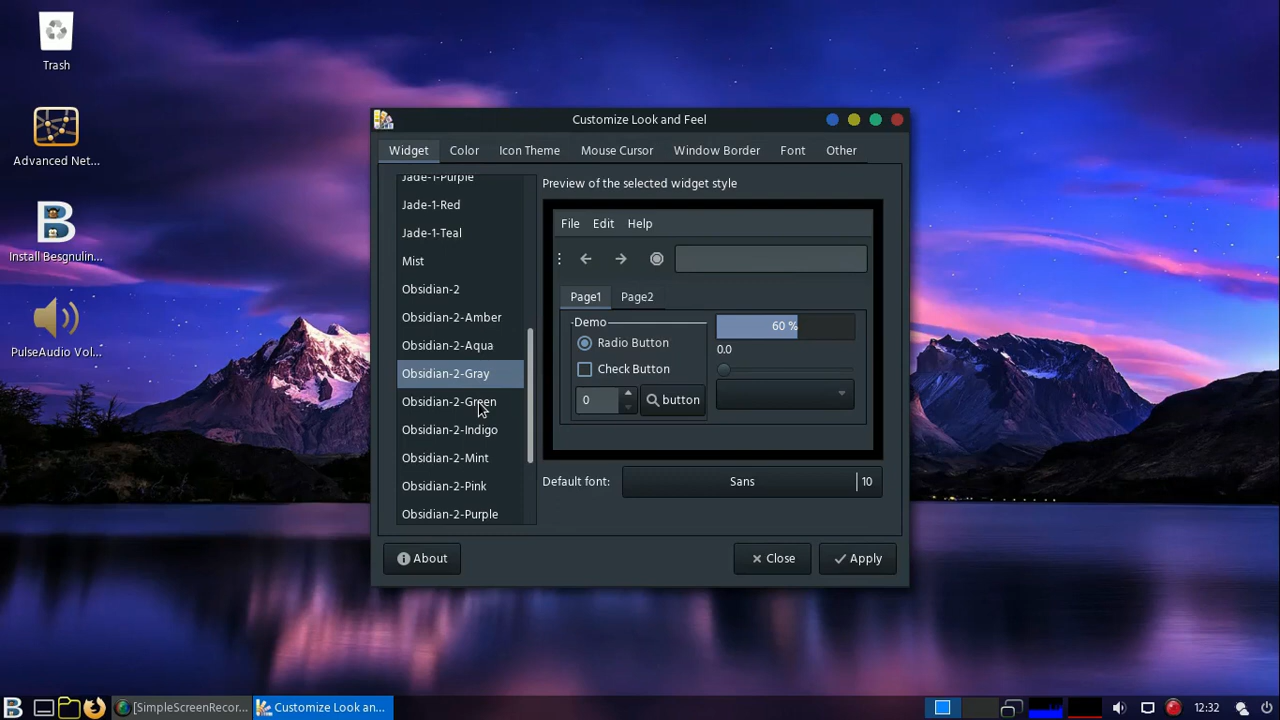 Trash
Advanced Net...
Install Besgnulin...
PulseAudio Vol...
Customize Look and Feel
Widget Color Icon Theme Mouse Cursor Window Border Font Other
Jade-1-Purple
Jade-1-Red
Jade-1-Teal
Mist
Obsidian-2
Obsidian-2-Amber
Obsidian-2-Aqua
Obsidian-2-Gray
Obsidian-2-Green
Obsidian-2-Indigo
Obsidian-2-Mint
Obsidian-2-Pink
Obsidian-2-Purple
Preview of the selected widget style
File Edit Help
Page1 Page2
Demo
Radio Button
Check Button
0 button
60 %
0.0
Default font: Sans 10
About Close Apply
[SimpleScreenRecor... Customize Look an... 12:32